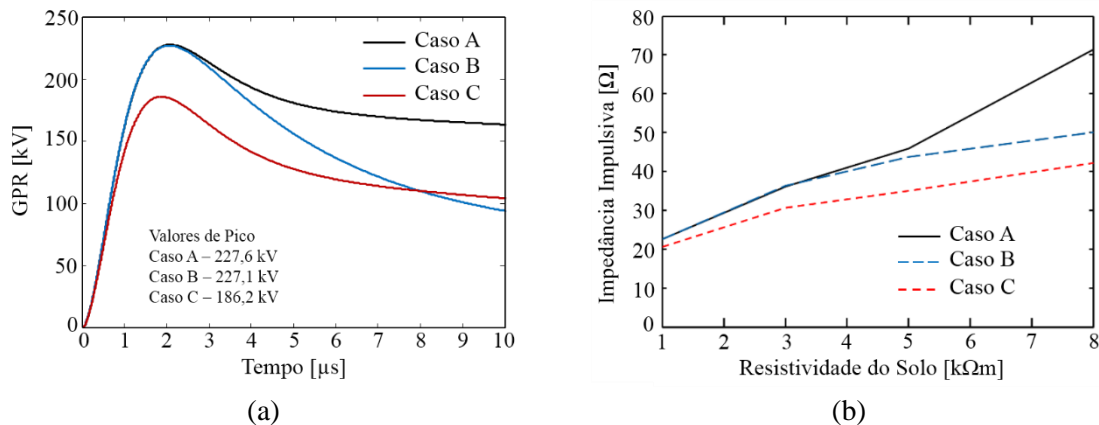 250
200
150
100
50
0
GPR [kV]
Caso A
Caso B
Caso C
Valores de Pico
Caso A – 227,6 kV
Caso B – 227,1 kV
Caso C – 186,2 kV
0 1 2 3 4 5 6 7 8 9 10
Tempo [µs]
(a)
80
70
60
50
40
30
20
10
0
Impedância Impulsiva [Ω]
Caso A
Caso B
Caso C
1 2 3 4 5 6 7 8
Resistividade do Solo [kΩm]
(b)